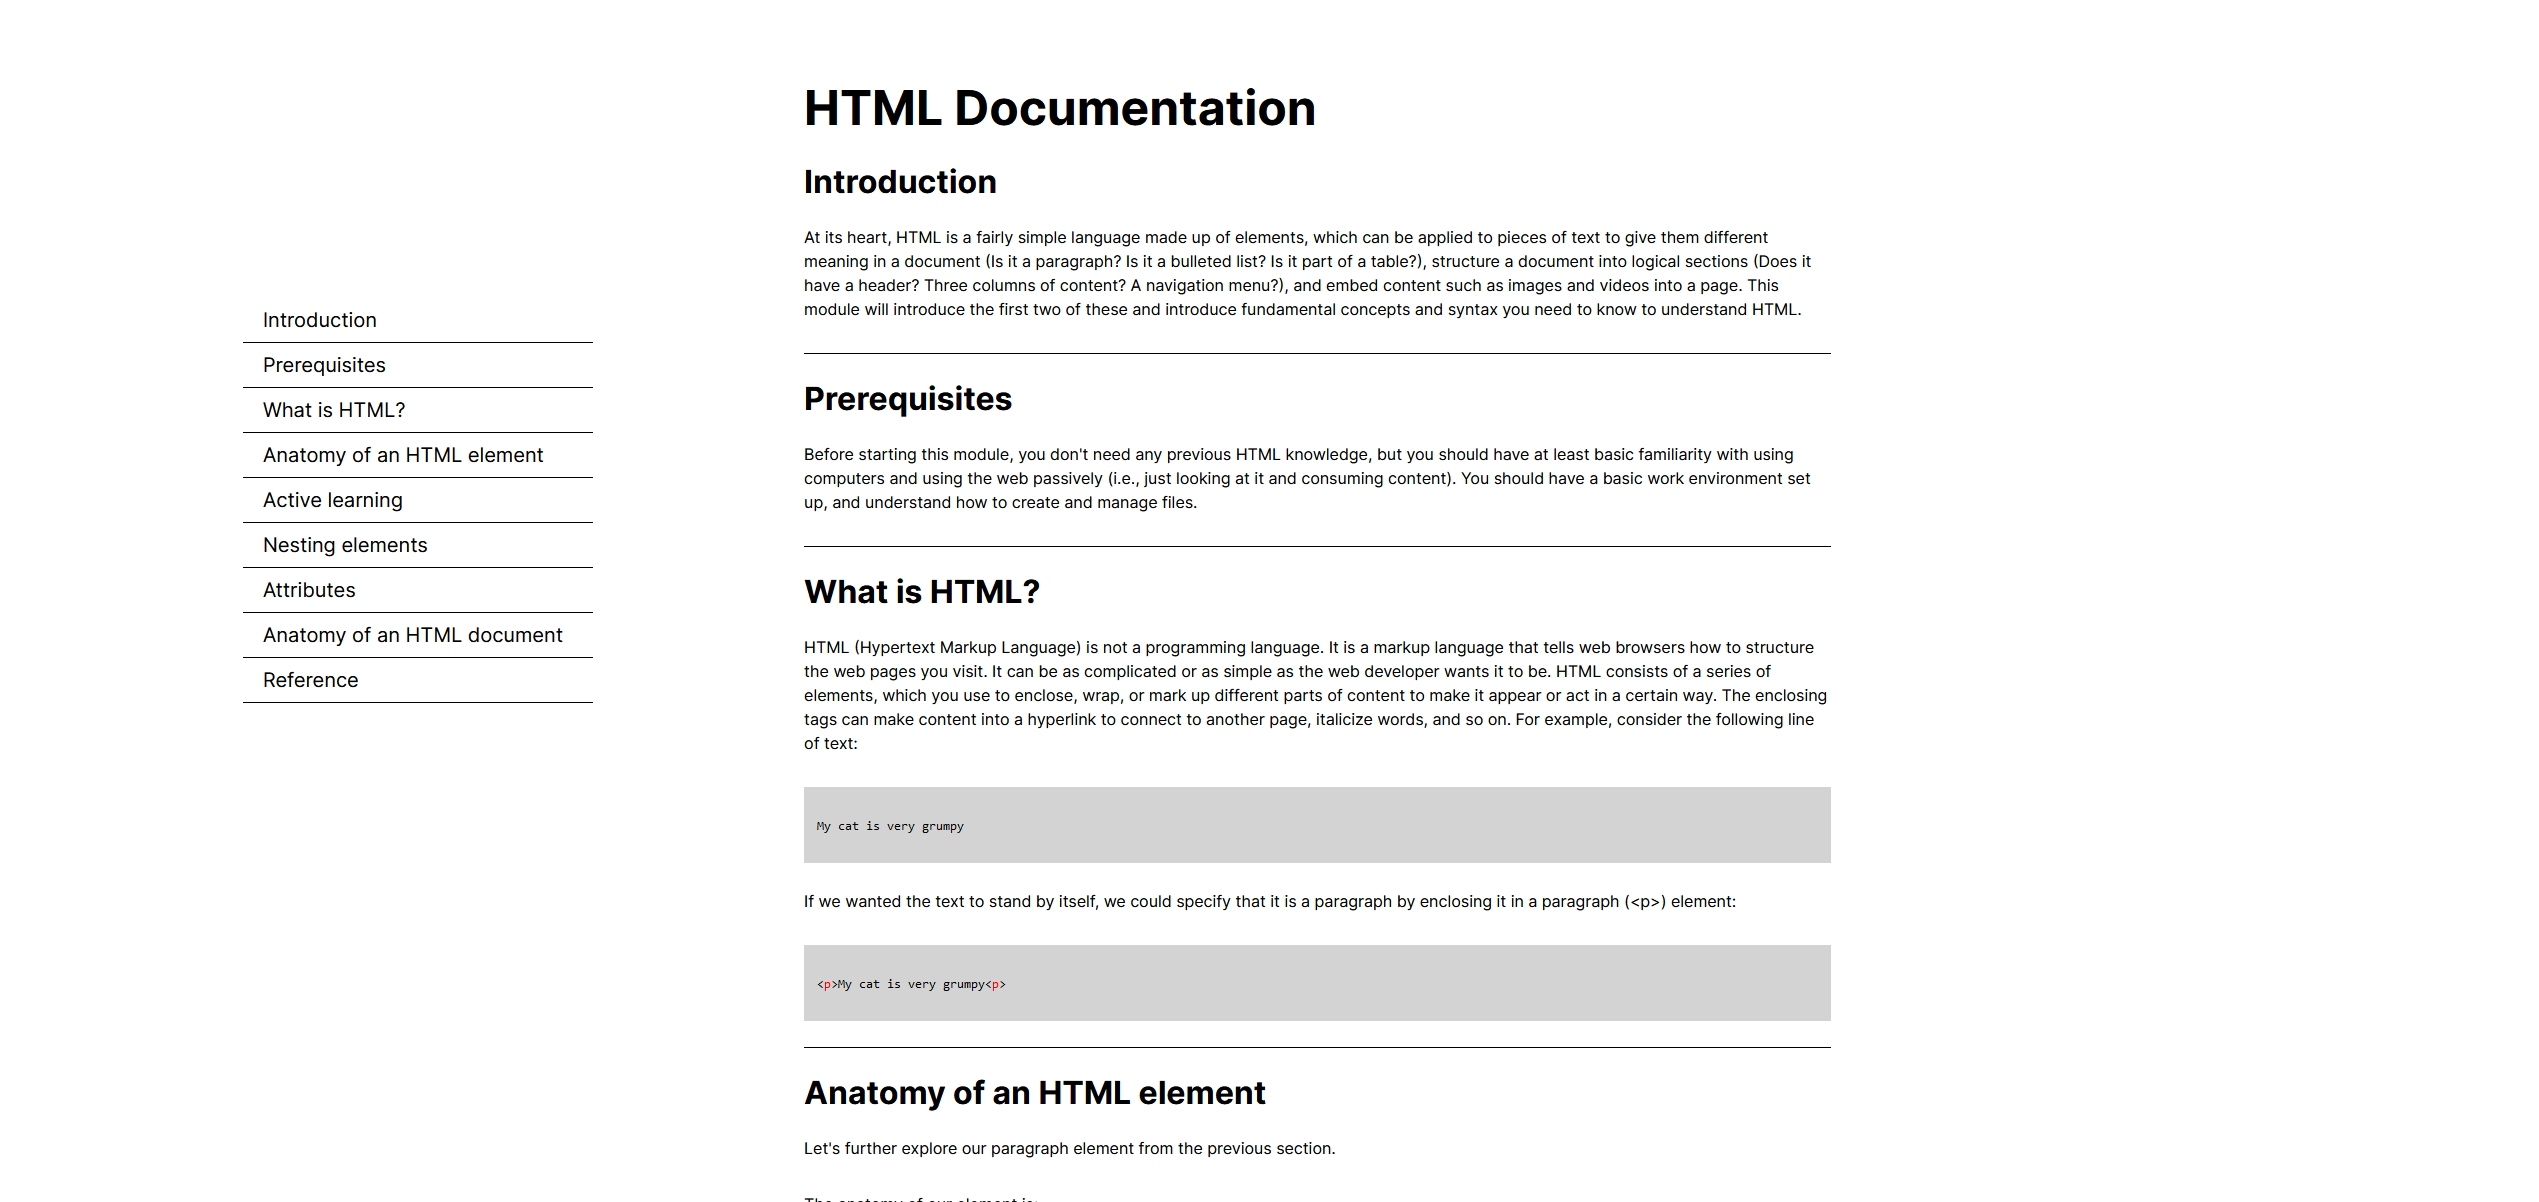 Introduction
Prerequisites
What is HTML?
Anatomy of an HTML element
Active learning
Nesting elements
Attributes
Anatomy of an HTML document
Reference
HTML Documentation
Introduction
At its heart, HTML is a fairly simple language made up of elements, which can be applied to pieces of text to give them different
meaning in a document (Is it a paragraph? Is it a bulleted list? Is it part of a table?), structure a document into logical sections (Does it
have a header? Three columns of content? A navigation menu?), and embed content such as images and videos into a page. This
module will introduce the first two of these and introduce fundamental concepts and syntax you need to know to understand HTML.
Prerequisites
Before starting this module, you don't need any previous HTML knowledge, but you should have at least basic familiarity with using
computers and using the web passively (i.e., just looking at it and consuming content). You should have a basic work environment set
up, and understand how to create and manage files.
What is HTML?
HTML (Hypertext Markup Language) is not a programming language. It is a markup language that tells web browsers how to structure
the web pages you visit. It can be as complicated or as simple as the web developer wants it to be. HTML consists of a series of
elements, which you use to enclose, wrap, or mark up different parts of content to make it appear or act in a certain way. The enclosing
tags can make content into a hyperlink to connect to another page, italicize words, and so on. For example, consider the following line
of text:
My cat is very grumpy
If we wanted the text to stand by itself, we could specify that it is a paragraph by enclosing it in a paragraph (<p>) element:
<p>My cat is very grumpy<p>
Anatomy of an HTML element
Let's further explore our paragraph element from the previous section.